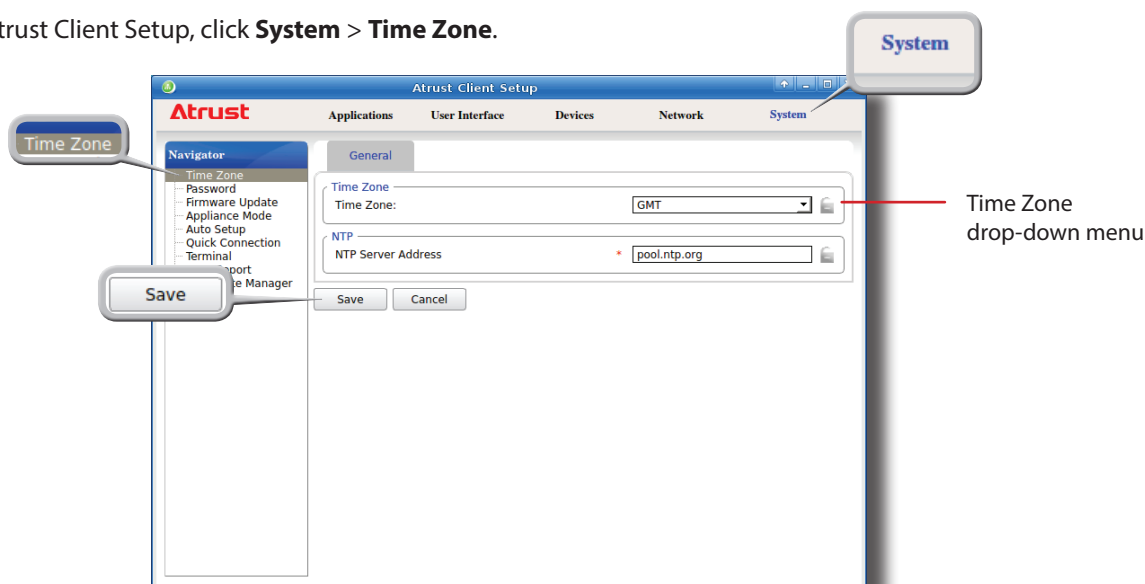 trust Client Setup, click System > Time Zone.
System
Atrust Client Setup
Atrust
Applications User Interface Devices Network System
Time Zone
Navigator
General
Time Zone
Password
Firmware Update
Appliance Mode
Auto Setup
Quick Connection
Terminal
port
te Manager
Time Zone
Time Zone: GMT
Time Zone
drop-down menu
NTP
NTP Server Address * pool.ntp.org
Save
Save Cancel